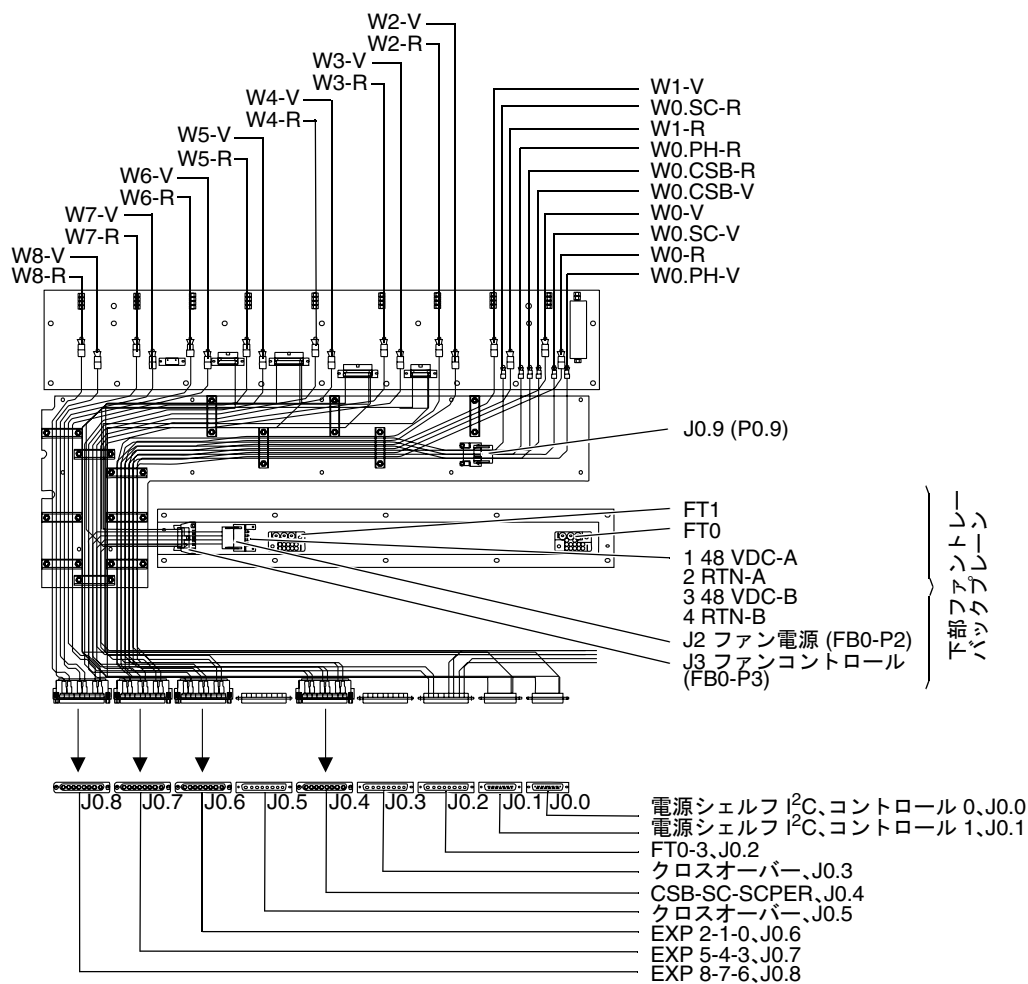 W2-V
W2-R
W3-V
W3-R
W4-V
W4-R
W5-V
W5-R
W6-V
W6-R
W7-V
W7-R
W8-V
W8-R
W1-V
W0.SC-R
W1-R
W0.PH-R
W0.CSB-R
W0.CSB-V
W0-V
W0.SC-V
W0-R
W0.PH-V
J0.9 (P0.9)
FT1
FT0
1 48 VDC-A
2 RTN-A
3 48 VDC-B
4 RTN-B
J2 ファン電源 (FB0-P2)
J3 ファンコントロール
(FB0-P3)
下部ファントレー
バックプレーン
J0.8 J0.7 J0.6 J0.5 J0.4 J0.3 J0.2 J0.1 J0.0
電源シェルフ I²C、コントロール 0、J0.0
電源シェルフ I²C、コントロール 1、J0.1
FT0-3、J0.2
クロスオーバー、J0.3
CSB-SC-SCPER、J0.4
クロスオーバー、J0.5
EXP 2-1-0、J0.6
EXP 5-4-3、J0.7
EXP 8-7-6、J0.8